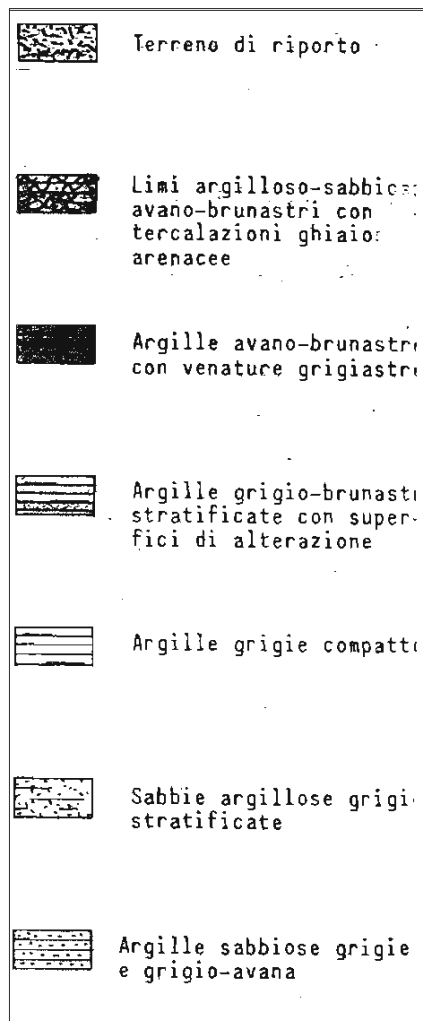 Terreno di riporto
Limi argilloso-sabbio
avano-brunastri con
tercalazioni ghiaio
arenacee
Argille avano-brunastr
con venature grigiastr
Argille grigio-brunast
stratificate con super-
fici di alterazione
Argille grigie compatt
Sabbie argillose grigi
stratificate
Argille sabbiose grigie
e grigio-avana